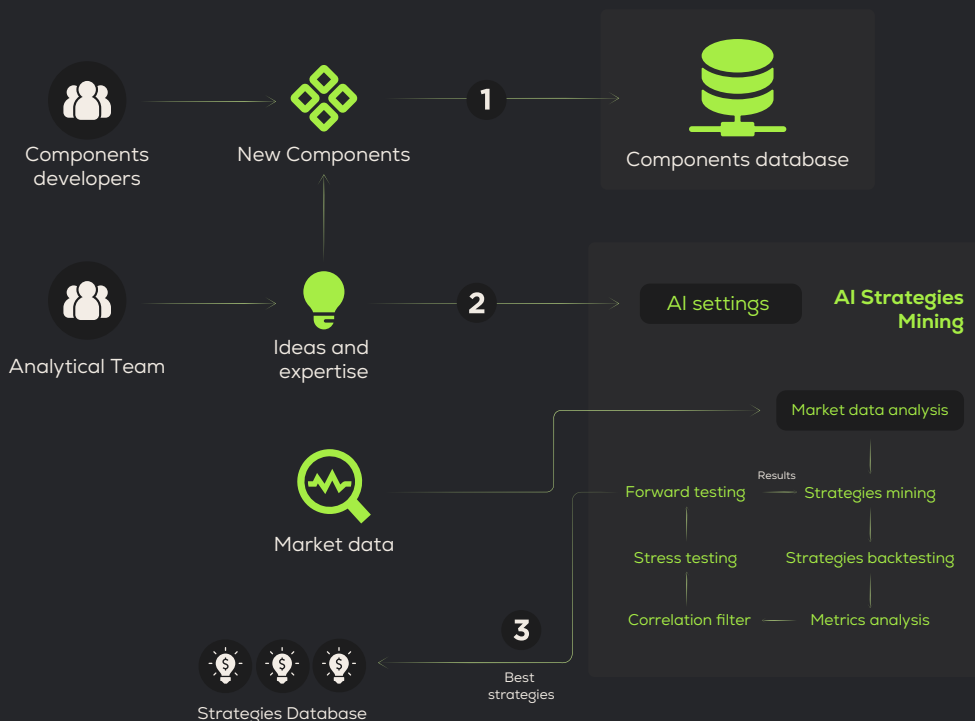 1
Components
developers
New Components
Components database
2
AI settings
AI Strategies
Mining
Analytical Team
Ideas and
expertise
Market data analysis
Results
Forward testing
Strategies mining
Market data
Stress testing
Strategies backtesting
Correlation filter
Metrics analysis
3
$
$
$
Best
strategies
Strategies Database